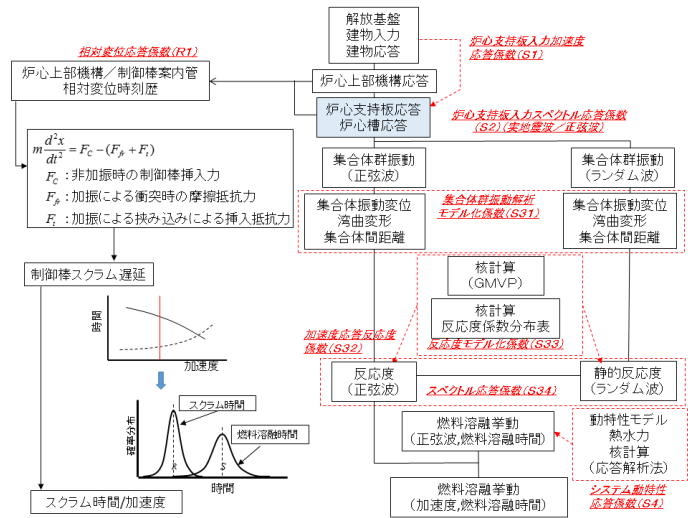 解放基盤
建物入力
建物応答
相対変位応答係数(R1)
炉心支持板入力加速度
応答係数(S1)
炉心上部機構／制御棒案内管
相対変位時刻歴
炉心上部機構応答
炉心支持板応答
炉心槽応答
炉心支持板入力スペクトル応答係数
(S2)(実地震波／正弦波)
m d²x/dt² = F_C − (F_fr + F_t)
F_C：非加振時の制御棒挿入力
F_fr：加振による衝突時の摩擦抵抗力
F_t：加振による挟み込みによる挿入抵抗力
集合体群振動
(正弦波)
集合体群振動
(ランダム波)
集合体振動変位
湾曲変形
集合体間距離
集合体群振動解析
モデル化係数(S31)
集合体振動変位
湾曲変形
集合体間距離
制御棒スクラム遅延
核計算
(GMVP)
核計算
反応度係数分布表
時間
加速度
加速度応答反応度
係数(S32)
反応度モデル化係数(S33)
反応度
(正弦波)
スペクトル応答係数(S34)
静的反応度
(ランダム波)
スクラム時間
燃料溶融時間
確率分布
R
S
時間
燃料溶融挙動
(正弦波,燃料溶融時間)
動特性モデル
熱水力
核計算
(応答解析法)
スクラム時間/加速度
燃料溶融挙動
(加速度,燃料溶融時間)
システム動特性
応答係数(S4)